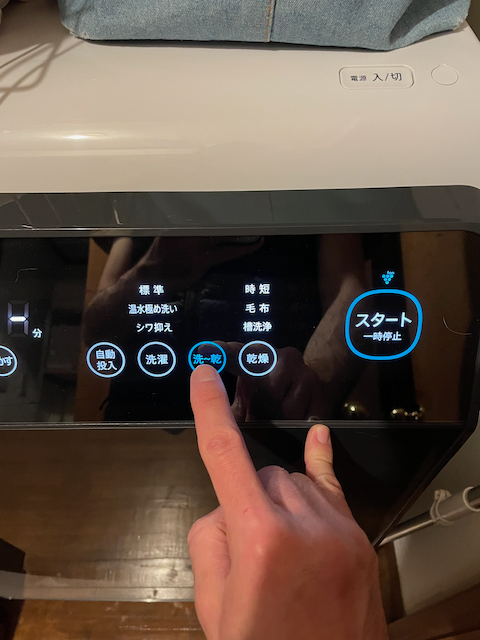 電源 入/切
標準
温水極め洗い
シワ抑え
時短
毛布
槽洗浄
分
自動
投入
洗濯
洗~乾
乾燥
スタート
一時停止